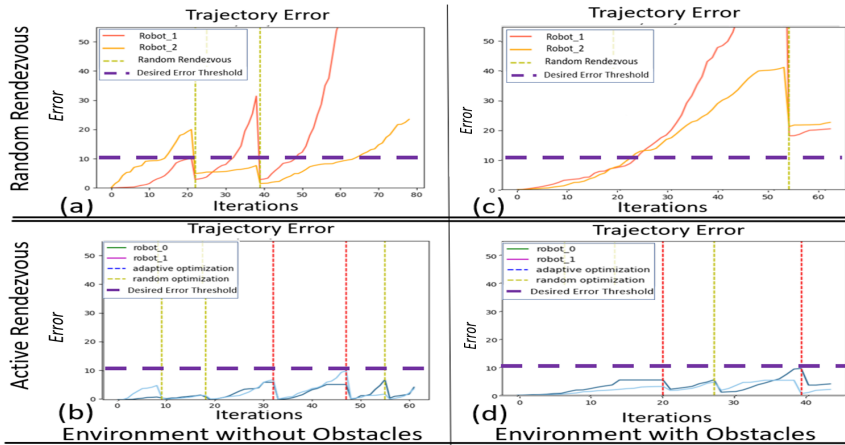 Random Rendezvous
Trajectory Error
Error
50
40
30
20
10
0
Robot_1
Robot_2
Random Rendezvous
Desired Error Threshold
0 10 20 30 40 50 60 70 80
(a)
Iterations
Trajectory Error
Error
50
40
30
20
10
0
Robot_1
Robot_2
Random Rendezvous
Desired Error Threshold
0 10 20 30 40 50 60
(c)
Iterations
Active Rendezvous
Trajectory Error
Error
50
40
30
20
10
0
robot_0
robot_1
adaptive optimization
random optimization
Desired Error Threshold
0 10 20 30 40 50 60
(b)
Iterations
Environment without Obstacles
Trajectory Error
Error
50
40
30
20
10
0
robot_0
robot_1
adaptive optimization
random optimization
Desired Error Threshold
0 10 20 30 40
(d)
Iterations
Environment with Obstacles